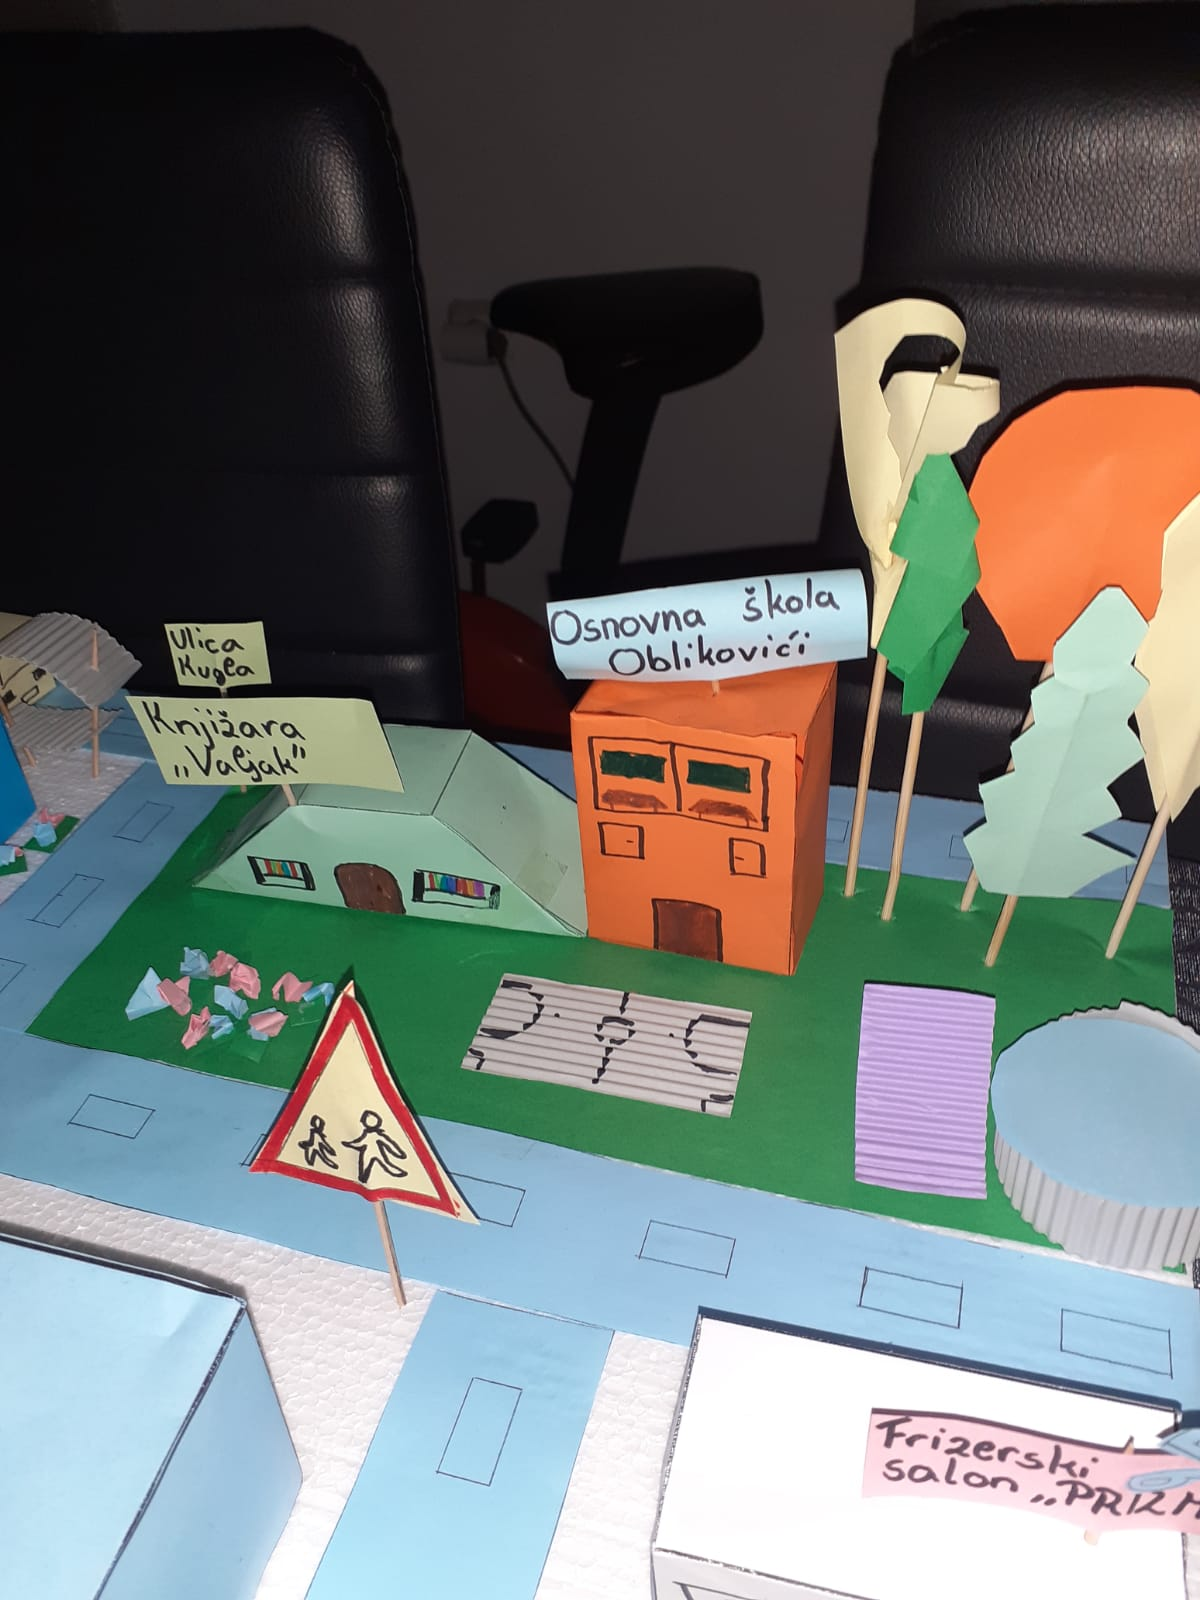 Ulica
Kugla
Knjižara
„Valjak”
Osnovna škola
Oblikovići
Frizerski
salon „PRIZM